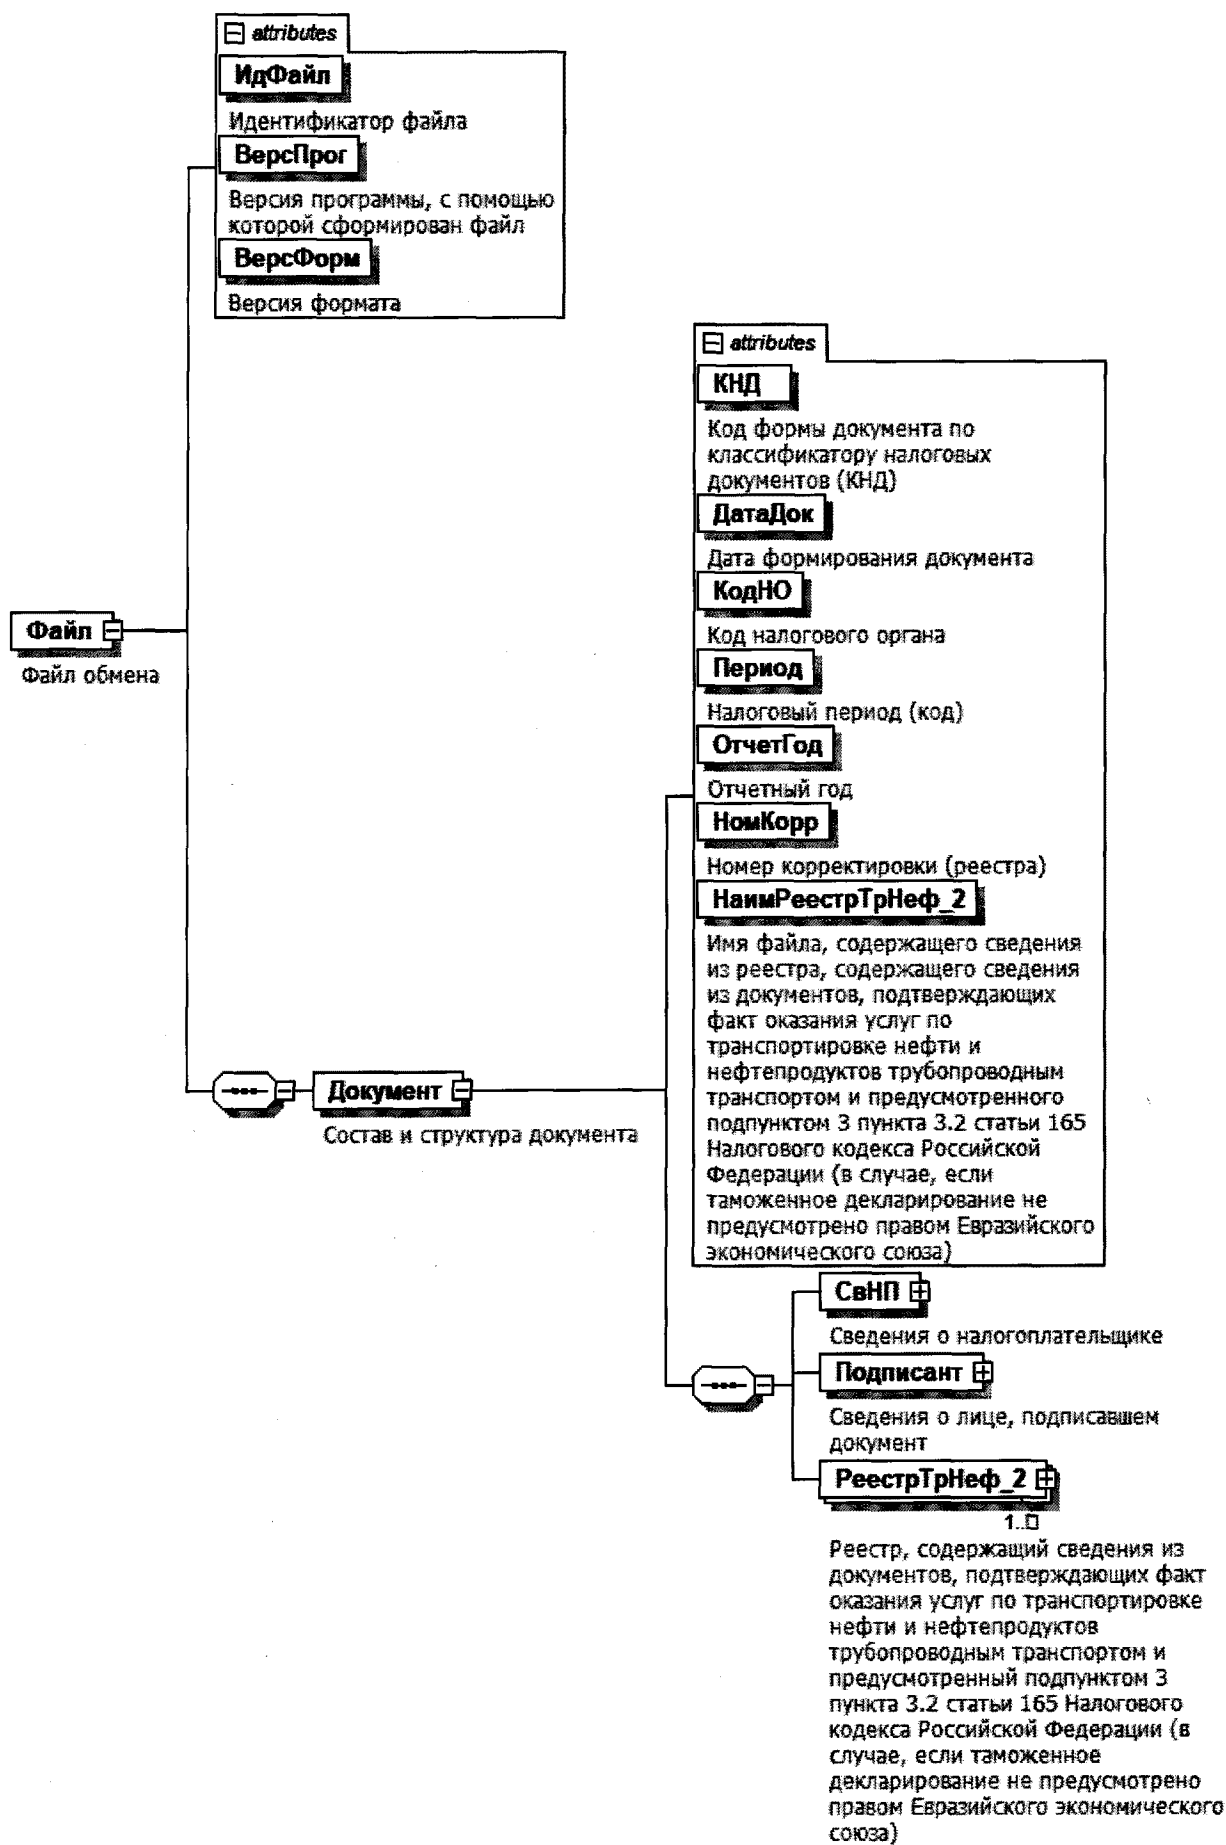 attributes
ИдФайл
Идентификатор файла
ВерсПрог
Версия программы, с помощью
которой сформирован файл
ВерсФорм
Версия формата
Файл
Файл обмена
attributes
КНД
Код формы документа по
классификатору налоговых
документов (КНД)
ДатаДок
Дата формирования документа
КодНО
Код налогового органа
Период
Налоговый период (код)
ОтчетГод
Отчетный год
НомКорр
Номер корректировки (реестра)
НаимРеестрТрНеф_2
Имя файла, содержащего сведения
из реестра, содержащего сведения
из документов, подтверждающих
факт оказания услуг по
транспортировке нефти и
нефтепродуктов трубопроводным
транспортом и предусмотренного
подпунктом 3 пункта 3.2 статьи 165
Налогового кодекса Российской
Федерации (в случае, если
таможенное декларирование не
предусмотрено правом Евразийского
экономического союза)
Документ
Состав и структура документа
СвНП
Сведения о налогоплательщике
Подписант
Сведения о лице, подписавшем
документ
РеестрТрНеф_2
1..□
Реестр, содержащий сведения из
документов, подтверждающих факт
оказания услуг по транспортировке
нефти и нефтепродуктов
трубопроводным транспортом и
предусмотренный подпунктом 3
пункта 3.2 статьи 165 Налогового
кодекса Российской Федерации (в
случае, если таможенное
декларирование не предусмотрено
правом Евразийского экономического
союза)